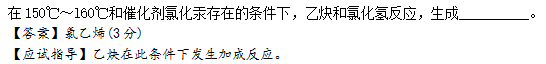 在150℃~160℃和催化剂氯化汞存在的条件下，乙炔和氯化氢反应，生成________。
【答案】氯乙烯(3分)
【应试指导】乙炔在此条件下发生加成反应。